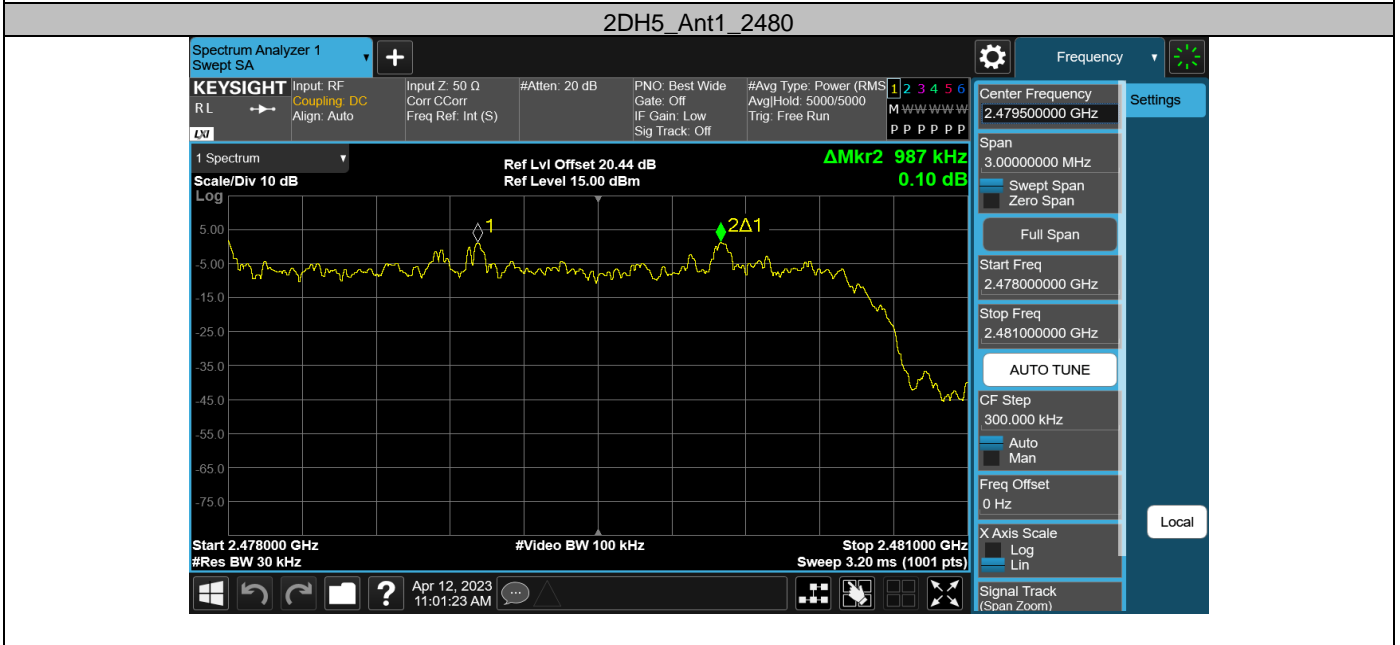 2DH5_Ant1_2480
Spectrum Analyzer 1
Swept SA
Frequency
KEYSIGHT
RL
LXI
Input: RF
Coupling: DC
Align: Auto
Input Z: 50 Ω
Corr CCorr
Freq Ref: Int (S)
#Atten: 20 dB
PNO: Best Wide
Gate: Off
IF Gain: Low
Sig Track: Off
#Avg Type: Power (RMS
Avg|Hold: 5000/5000
Trig: Free Run
1 2 3 4 5 6
M W W W W W
P P P P P P
1 Spectrum
Scale/Div 10 dB
Ref Lvl Offset 20.44 dB
Ref Level 15.00 dBm
ΔMkr2 987 kHz
0.10 dB
Log
1
2Δ1
5.00
-5.00
-15.0
-25.0
-35.0
-45.0
-55.0
-65.0
-75.0
Start 2.478000 GHz
#Res BW 30 kHz
#Video BW 100 kHz
Stop 2.481000 GHz
Sweep 3.20 ms (1001 pts)
Center Frequency
2.479500000 GHz
Settings
Span
3.00000000 MHz
Swept Span
Zero Span
Full Span
Start Freq
2.478000000 GHz
Stop Freq
2.481000000 GHz
AUTO TUNE
CF Step
300.000 kHz
Auto
Man
Freq Offset
0 Hz
X Axis Scale
Log
Lin
Signal Track
(Span Zoom)
Local
?
Apr 12, 2023
11:01:23 AM